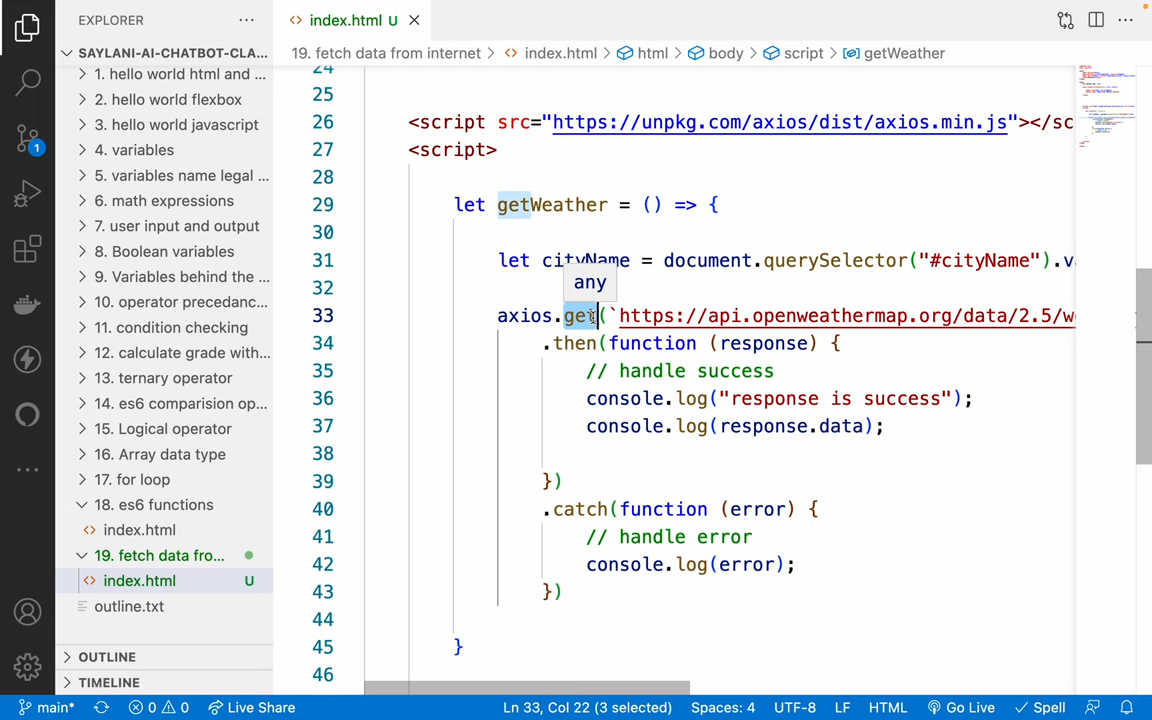 EXPLORER
index.html U
SAYLANI-AI-CHATBOT-CLA...
19. fetch data from internet > index.html > html > body > script > getWeather
1. hello world html and ...
2. hello world flexbox
3. hello world javascript
4. variables
5. variables name legal ...
6. math expressions
7. user input and output
8. Boolean variables
9. Variables behind the ...
10. operator precedanc...
11. condition checking
12. calculate grade with...
13. ternary operator
14. es6 comparision op...
15. Logical operator
16. Array data type
17. for loop
18. es6 functions
index.html
19. fetch data fro...
index.html U
outline.txt
OUTLINE
TIMELINE
1
24
25
26 <script src="https://unpkg.com/axios/dist/axios.min.js"></sc
27 <script>
28
29 let getWeather = () => {
30
31 let cityName = document.querySelector("#cityName").va
any
32
33 axios.get(`https://api.openweathermap.org/data/2.5/w
34 .then(function (response) {
35 // handle success
36 console.log("response is success");
37 console.log(response.data);
38
39 })
40 .catch(function (error) {
41 // handle error
42 console.log(error);
43 })
44
45 }
46
main* 0 0 Live Share Ln 33, Col 22 (3 selected) Spaces: 4 UTF-8 LF HTML Go Live Spell